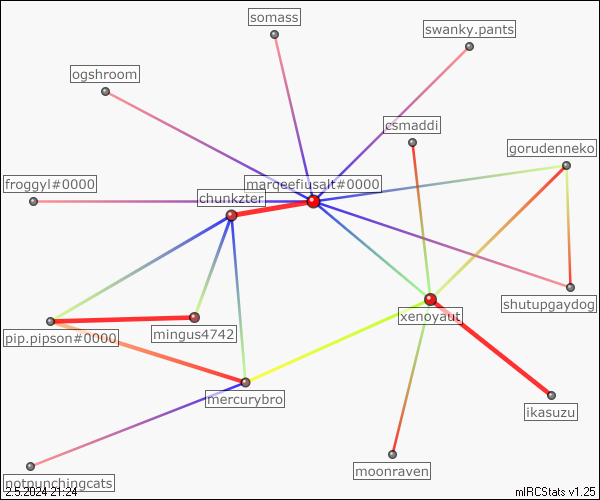 somass
swanky.pants
ogshroom
csmaddi
gorudenneko
froggyl#0000
marqeefiusalt#0000
chunkzter
shutupgaydog
xenoyaut
mingus4742
pip.pipson#0000
mercurybro
ikasuzu
moonraven
notpunchingcats
2.5.2024 21:24
mIRCStats v1.25